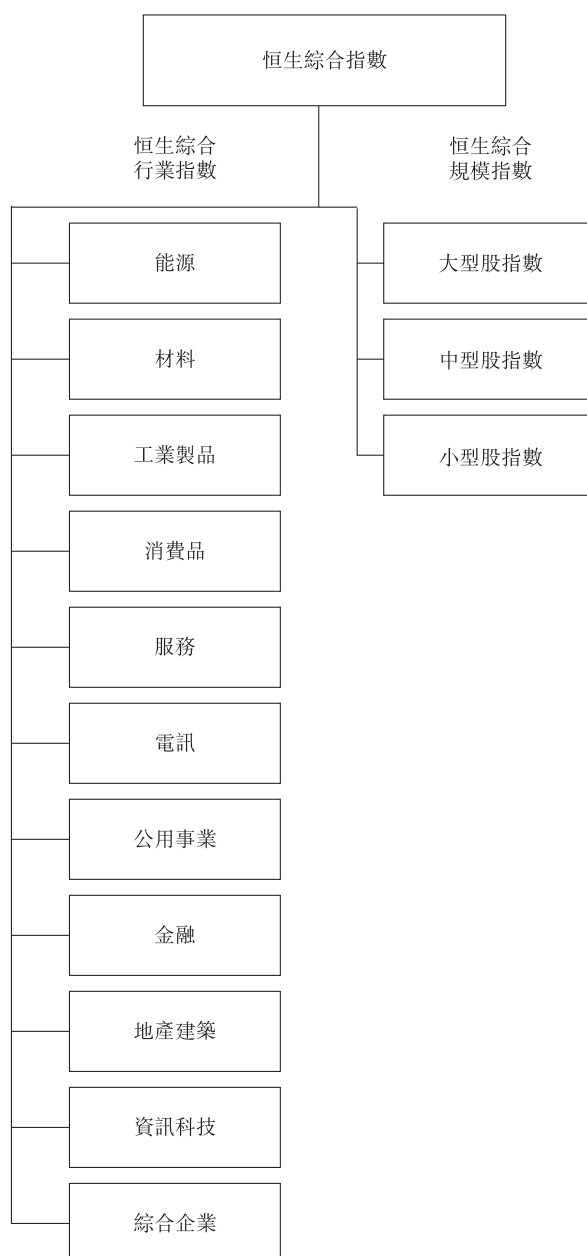 恒生綜合指數
恒生綜合
行業指數
恒生綜合
規模指數
能源
材料
工業製品
消費品
服務
電訊
公用事業
金融
地產建築
資訊科技
綜合企業
大型股指數
中型股指數
小型股指數